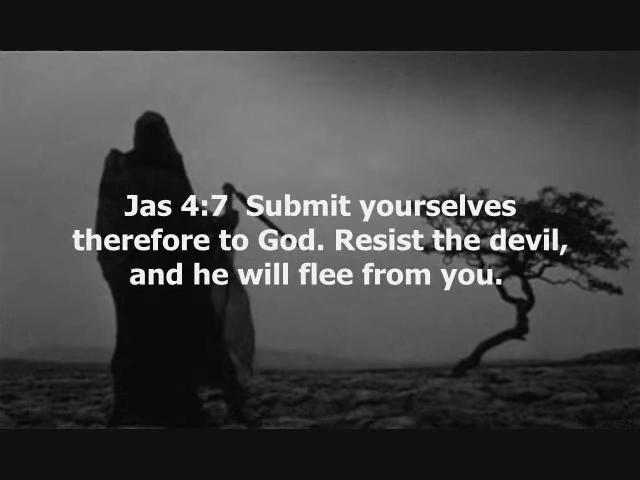 Jas 4:7  Submit yourselves
therefore to God. Resist the devil,
and he will flee from you.